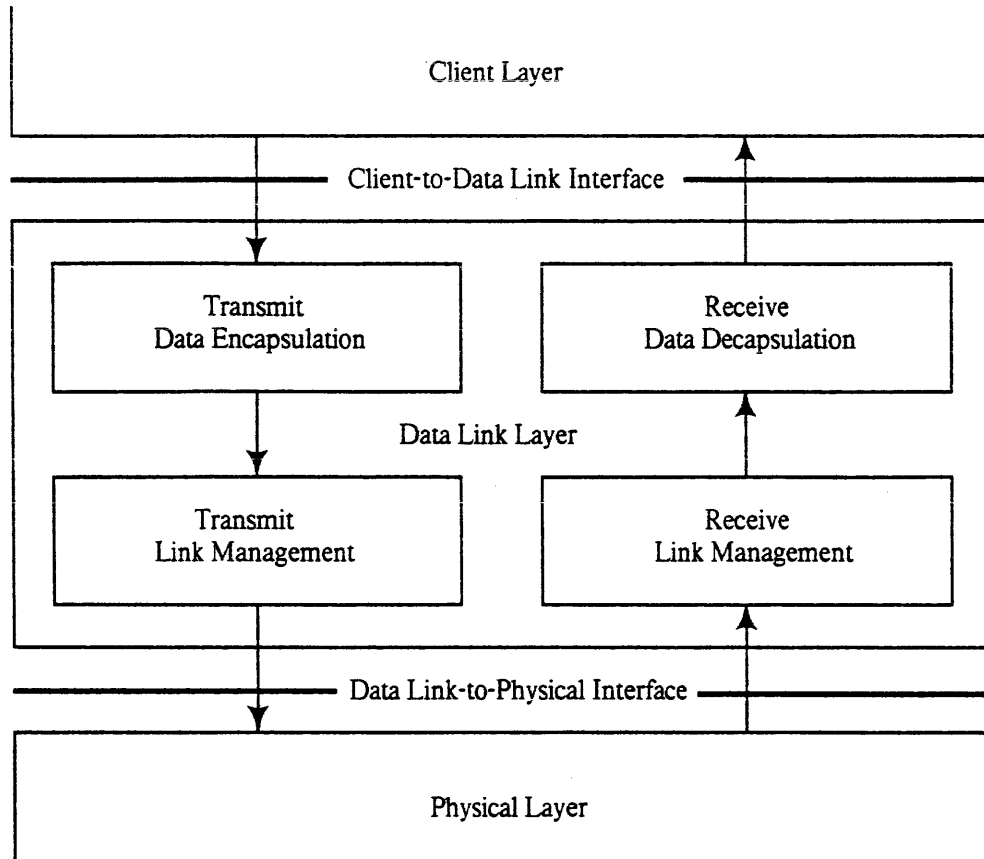 Client Layer
Client-to-Data Link Interface
Transmit
Data Encapsulation
Receive
Data Decapsulation
Data Link Layer
Transmit
Link Management
Receive
Link Management
Data Link-to-Physical Interface
Physical Layer